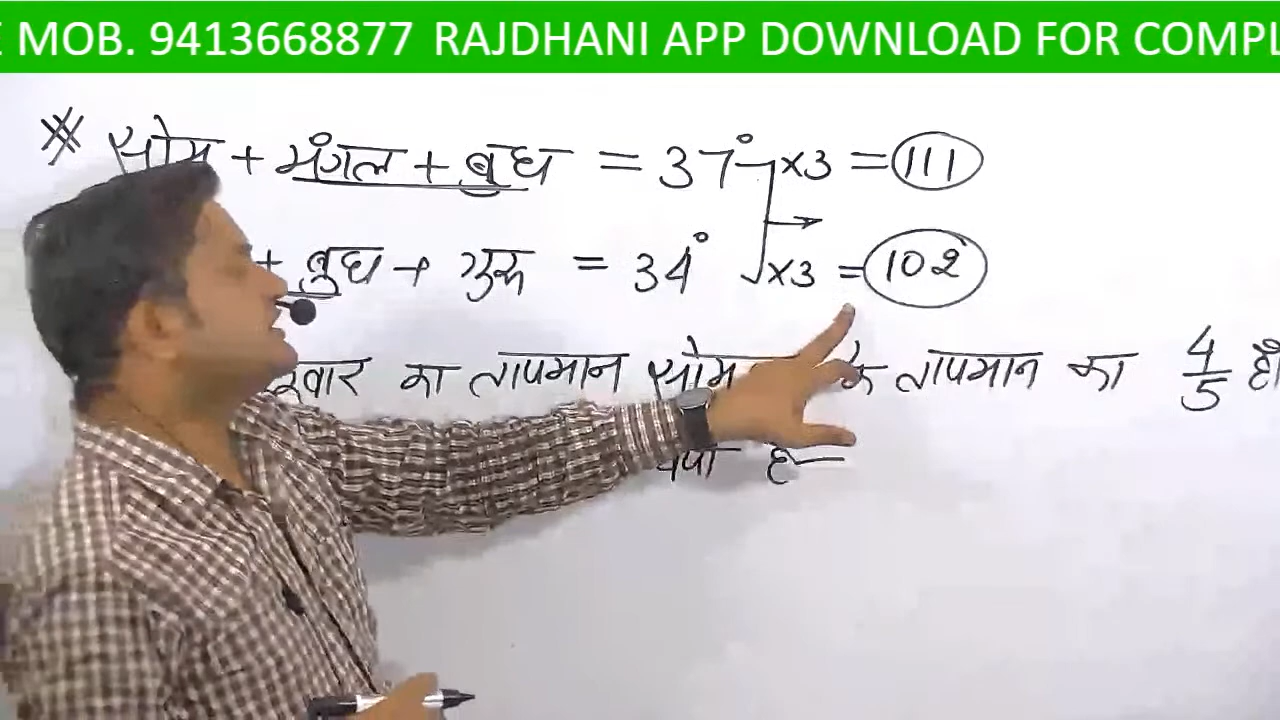 MOB. 9413668877 RAJDHANI APP DOWNLOAD FOR COMPL
सोम + मंगल + बुध = 37° ×3 = 111
+ बुध + गुरु = 34° ×3 = 102
का तापमान सोम के तापमान का 4/5 हो
क्या है—